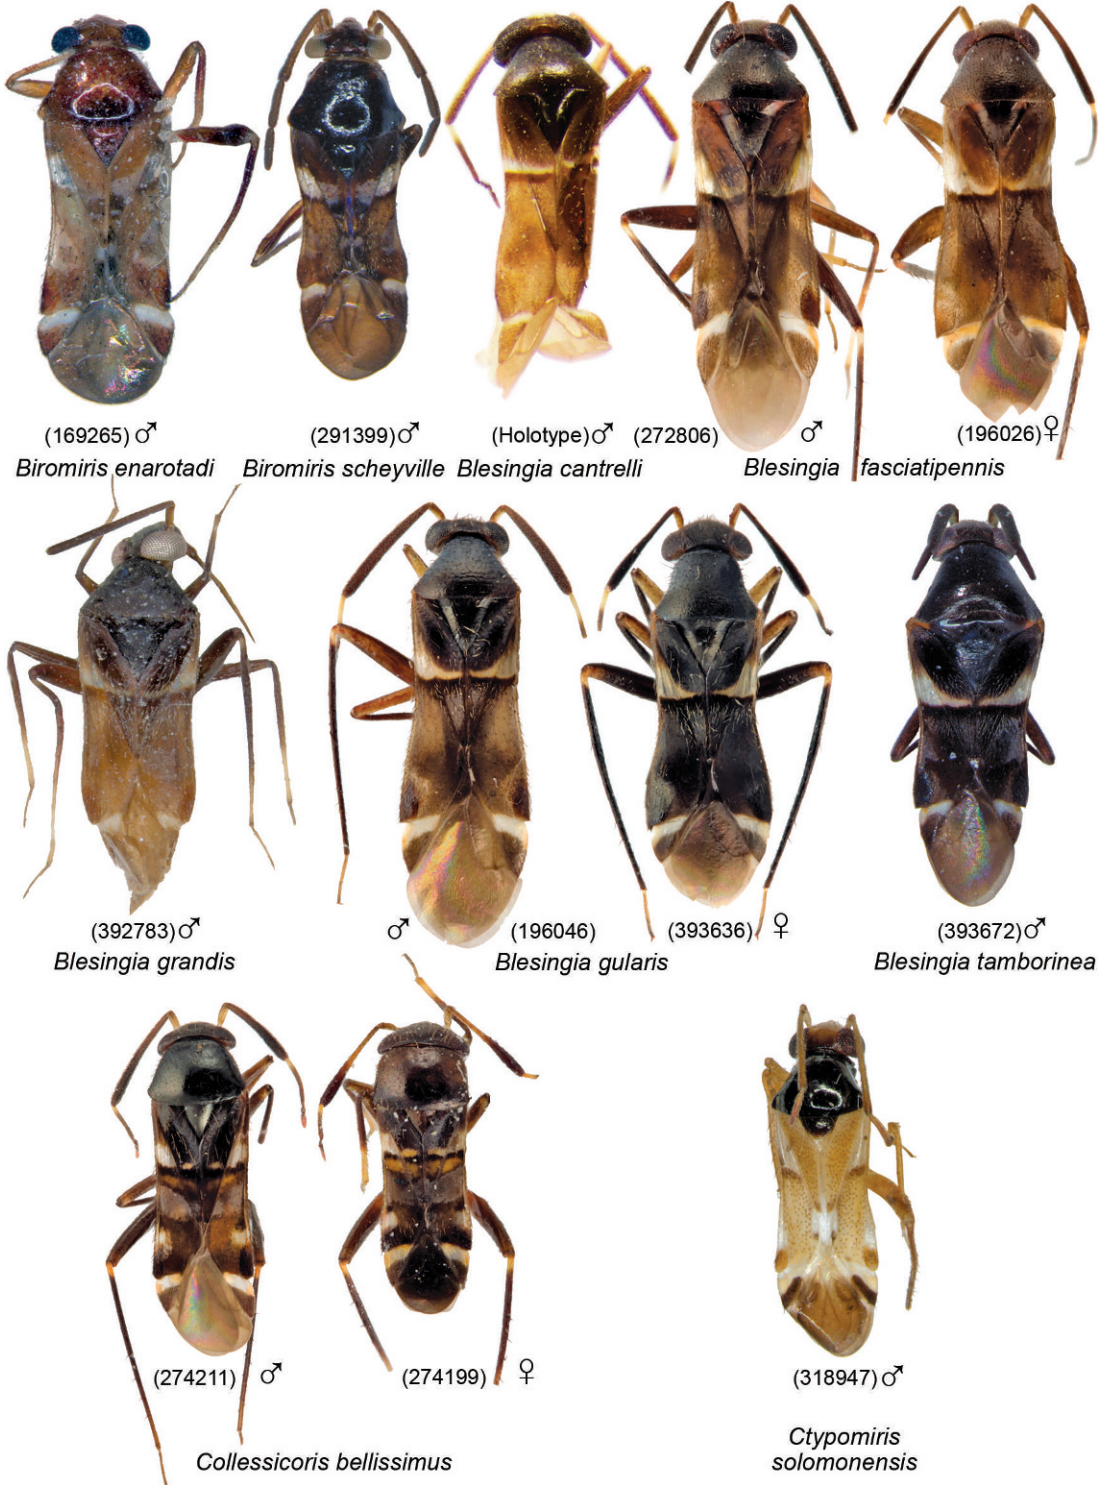 (169265) ♂
(291399) ♂
(Holotype) ♂
(272806) ♂
(196026) ♀
Biromiris enarotadi
Biromiris scheyville
Blesingia cantrelli
Blesingia fasciatipennis
(392783) ♂
♂ (196046)
(393636) ♀
(393672) ♂
Blesingia grandis
Blesingia gularis
Blesingia tamborinea
(274211) ♂
(274199) ♀
(318947) ♂
Collessicoris bellissimus
Ctypomiris
solomonensis